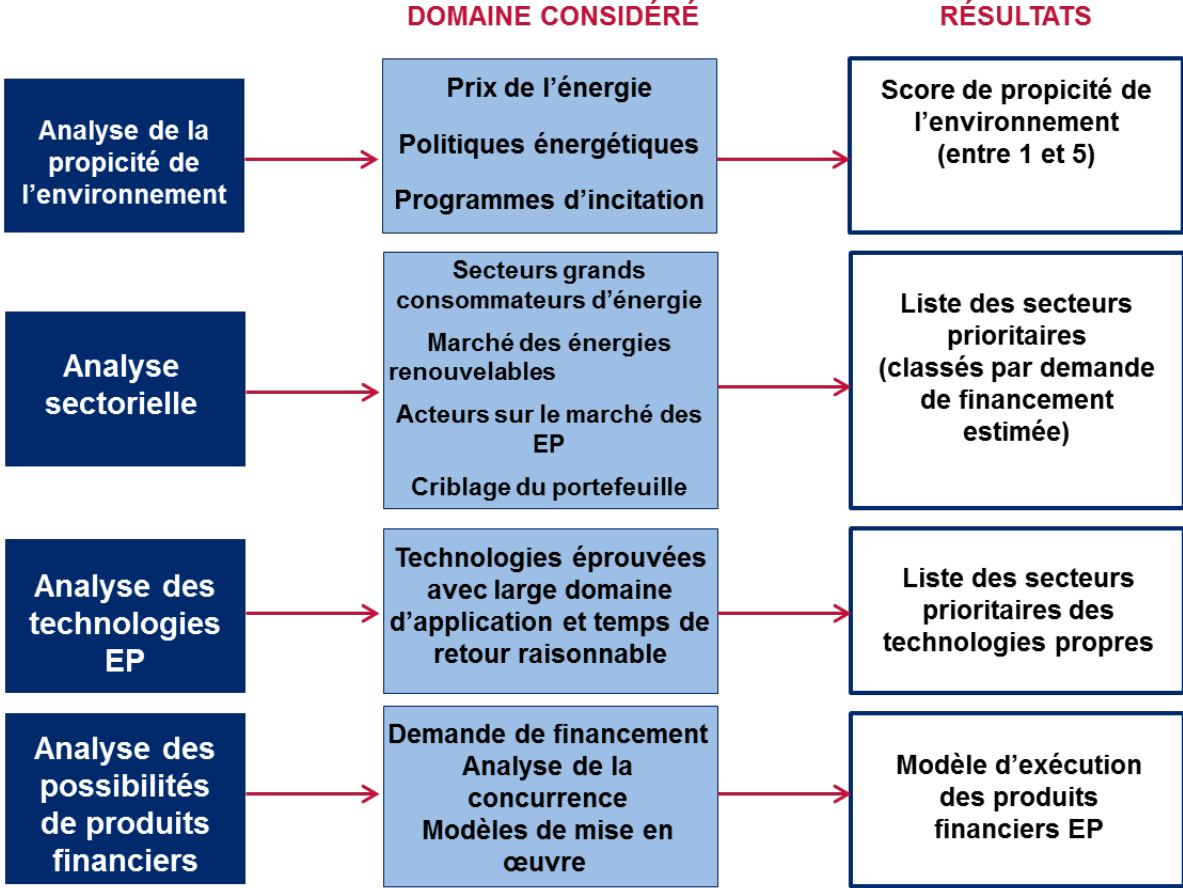 DOMAINE CONSIDÉRÉ
RÉSULTATS
Analyse de la
propicité de
l’environnement
Prix de l’énergie
Politiques énergétiques
Programmes d’incitation
Score de propicité de
l’environnement
(entre 1 et 5)
Analyse
sectorielle
Secteurs grands
consommateurs d’énergie
Marché des énergies
renouvelables
Acteurs sur le marché des
EP
Criblage du portefeuille
Liste des secteurs
prioritaires
(classés par demande
de financement
estimée)
Analyse des
technologies
EP
Technologies éprouvées
avec large domaine
d’application et temps de
retour raisonnable
Liste des secteurs
prioritaires des
technologies propres
Analyse des
possibilités
de produits
financiers
Demande de financement
Analyse de la
concurrence
Modèles de mise en
œuvre
Modèle d’exécution
des produits
financiers EP